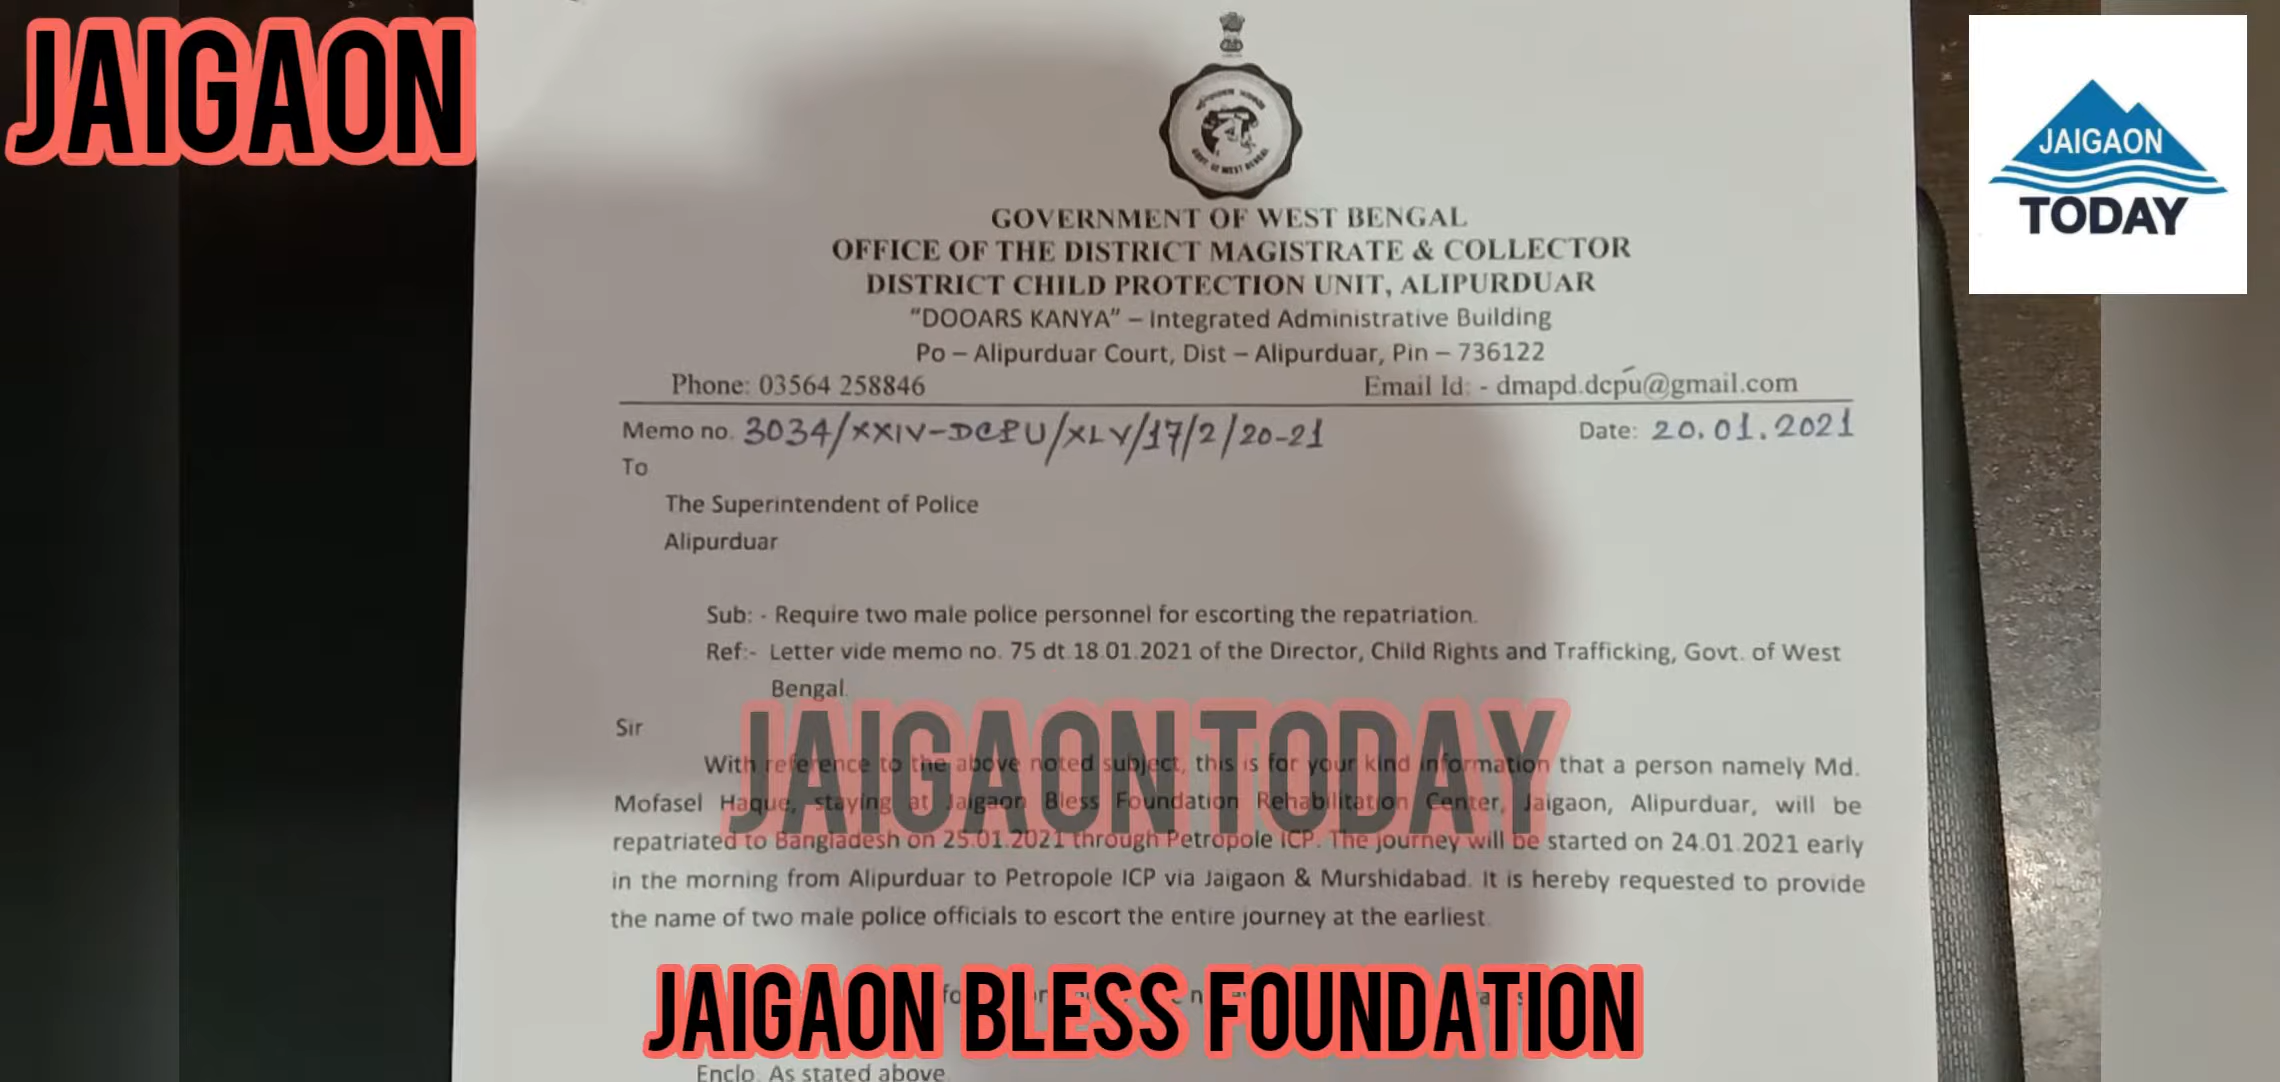 JAIGAON
JAIGAON
TODAY
GOVT OF WEST BENGAL
GOVERNMENT OF WEST BENGAL
OFFICE OF THE DISTRICT MAGISTRATE & COLLECTOR
DISTRICT CHILD PROTECTION UNIT, ALIPURDUAR
“DOOARS KANYA” – Integrated Administrative Building
Po – Alipurduar Court, Dist – Alipurduar, Pin – 736122
Phone: 03564 258846 Email Id: - dmapd.dcpu@gmail.com
Memo no. 3034/XXIV-DCPU/XLV/17/2/20-21 Date: 20.01.2021
To
The Superintendent of Police
Alipurduar
Sub: - Require two male police personnel for escorting the repatriation.
Ref:- Letter vide memo no. 75 dt 18.01.2021 of the Director, Child Rights and Trafficking, Govt. of West
Bengal.
JAIGAON TODAY
Sir
With reference to the above noted subject, this is for your kind information that a person namely Md.
Mofasel Haque, staying at Jaigaon Bless Foundation Rehabilitation Center, Jaigaon, Alipurduar, will be
repatriated to Bangladesh on 25.01.2021 through Petropole ICP. The journey will be started on 24.01.2021 early
in the morning from Alipurduar to Petropole ICP via Jaigaon & Murshidabad. It is hereby requested to provide
the name of two male police officials to escort the entire journey at the earliest.
JAIGAON BLESS FOUNDATION
Enclo. As stated above